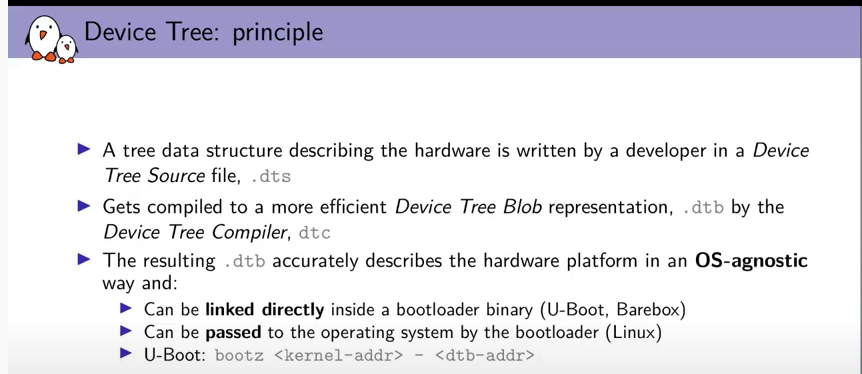 Device Tree: principle
▶ A tree data structure describing the hardware is written by a developer in a Device
Tree Source file, .dts
▶ Gets compiled to a more efficient Device Tree Blob representation, .dtb by the
Device Tree Compiler, dtc
▶ The resulting .dtb accurately describes the hardware platform in an OS-agnostic
way and:
▶ Can be linked directly inside a bootloader binary (U-Boot, Barebox)
▶ Can be passed to the operating system by the bootloader (Linux)
▶ U-Boot: bootz <kernel-addr> - <dtb-addr>